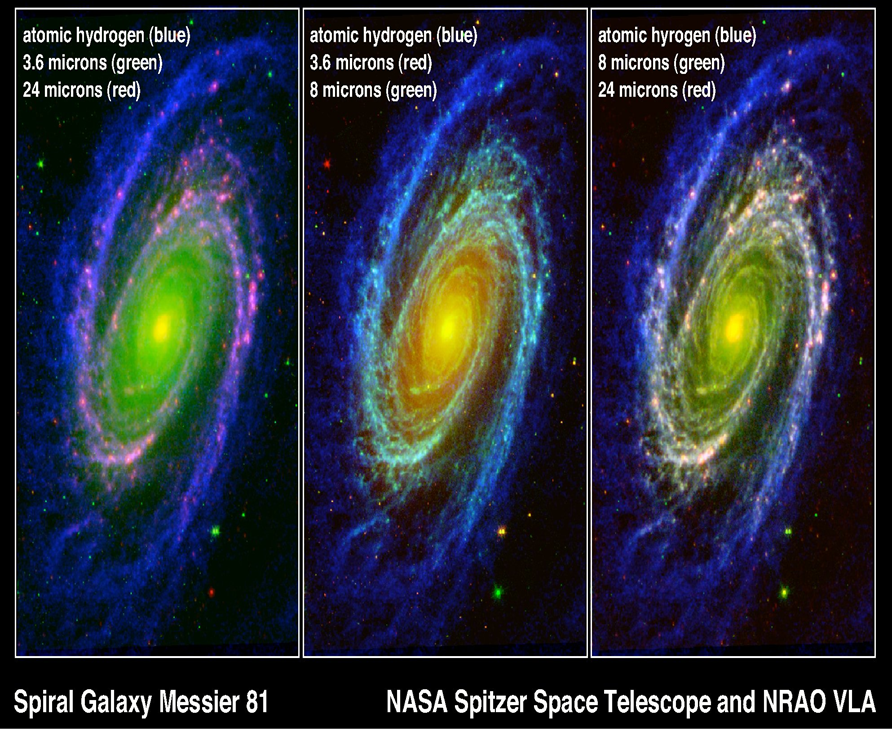 atomic hydrogen (blue)
3.6 microns (green)
24 microns (red)
atomic hydrogen (blue)
3.6 microns (red)
8 microns (green)
atomic hyrogen (blue)
8 microns (green)
24 microns (red)
Spiral Galaxy Messier 81
NASA Spitzer Space Telescope and NRAO VLA